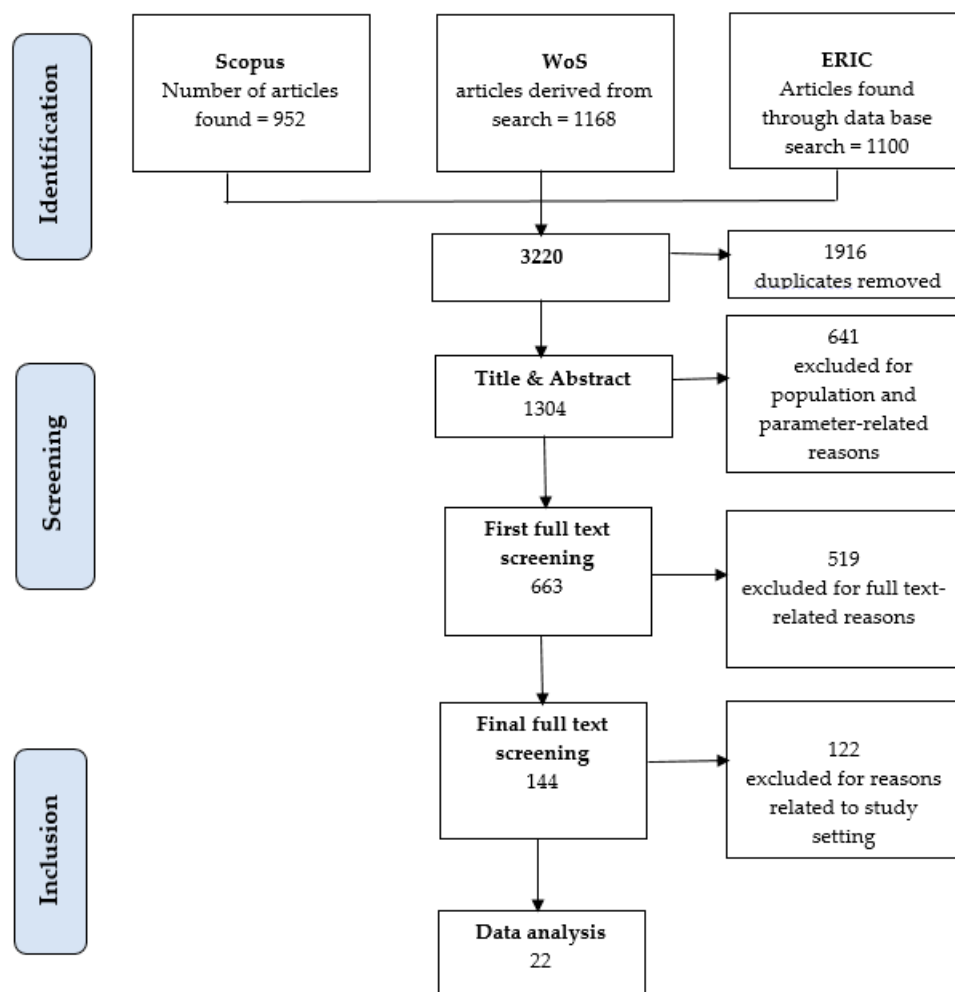 Identification
Scopus
Number of articles
found = 952
WoS
articles derived from
search = 1168
ERIC
Articles found
through data base
search = 1100
3220
1916
duplicates removed
Screening
Title & Abstract
1304
641
excluded for
population and
parameter-related
reasons
First full text
screening
663
519
excluded for full text-
related reasons
Inclusion
Final full text
screening
144
122
excluded for reasons
related to study
setting
Data analysis
22